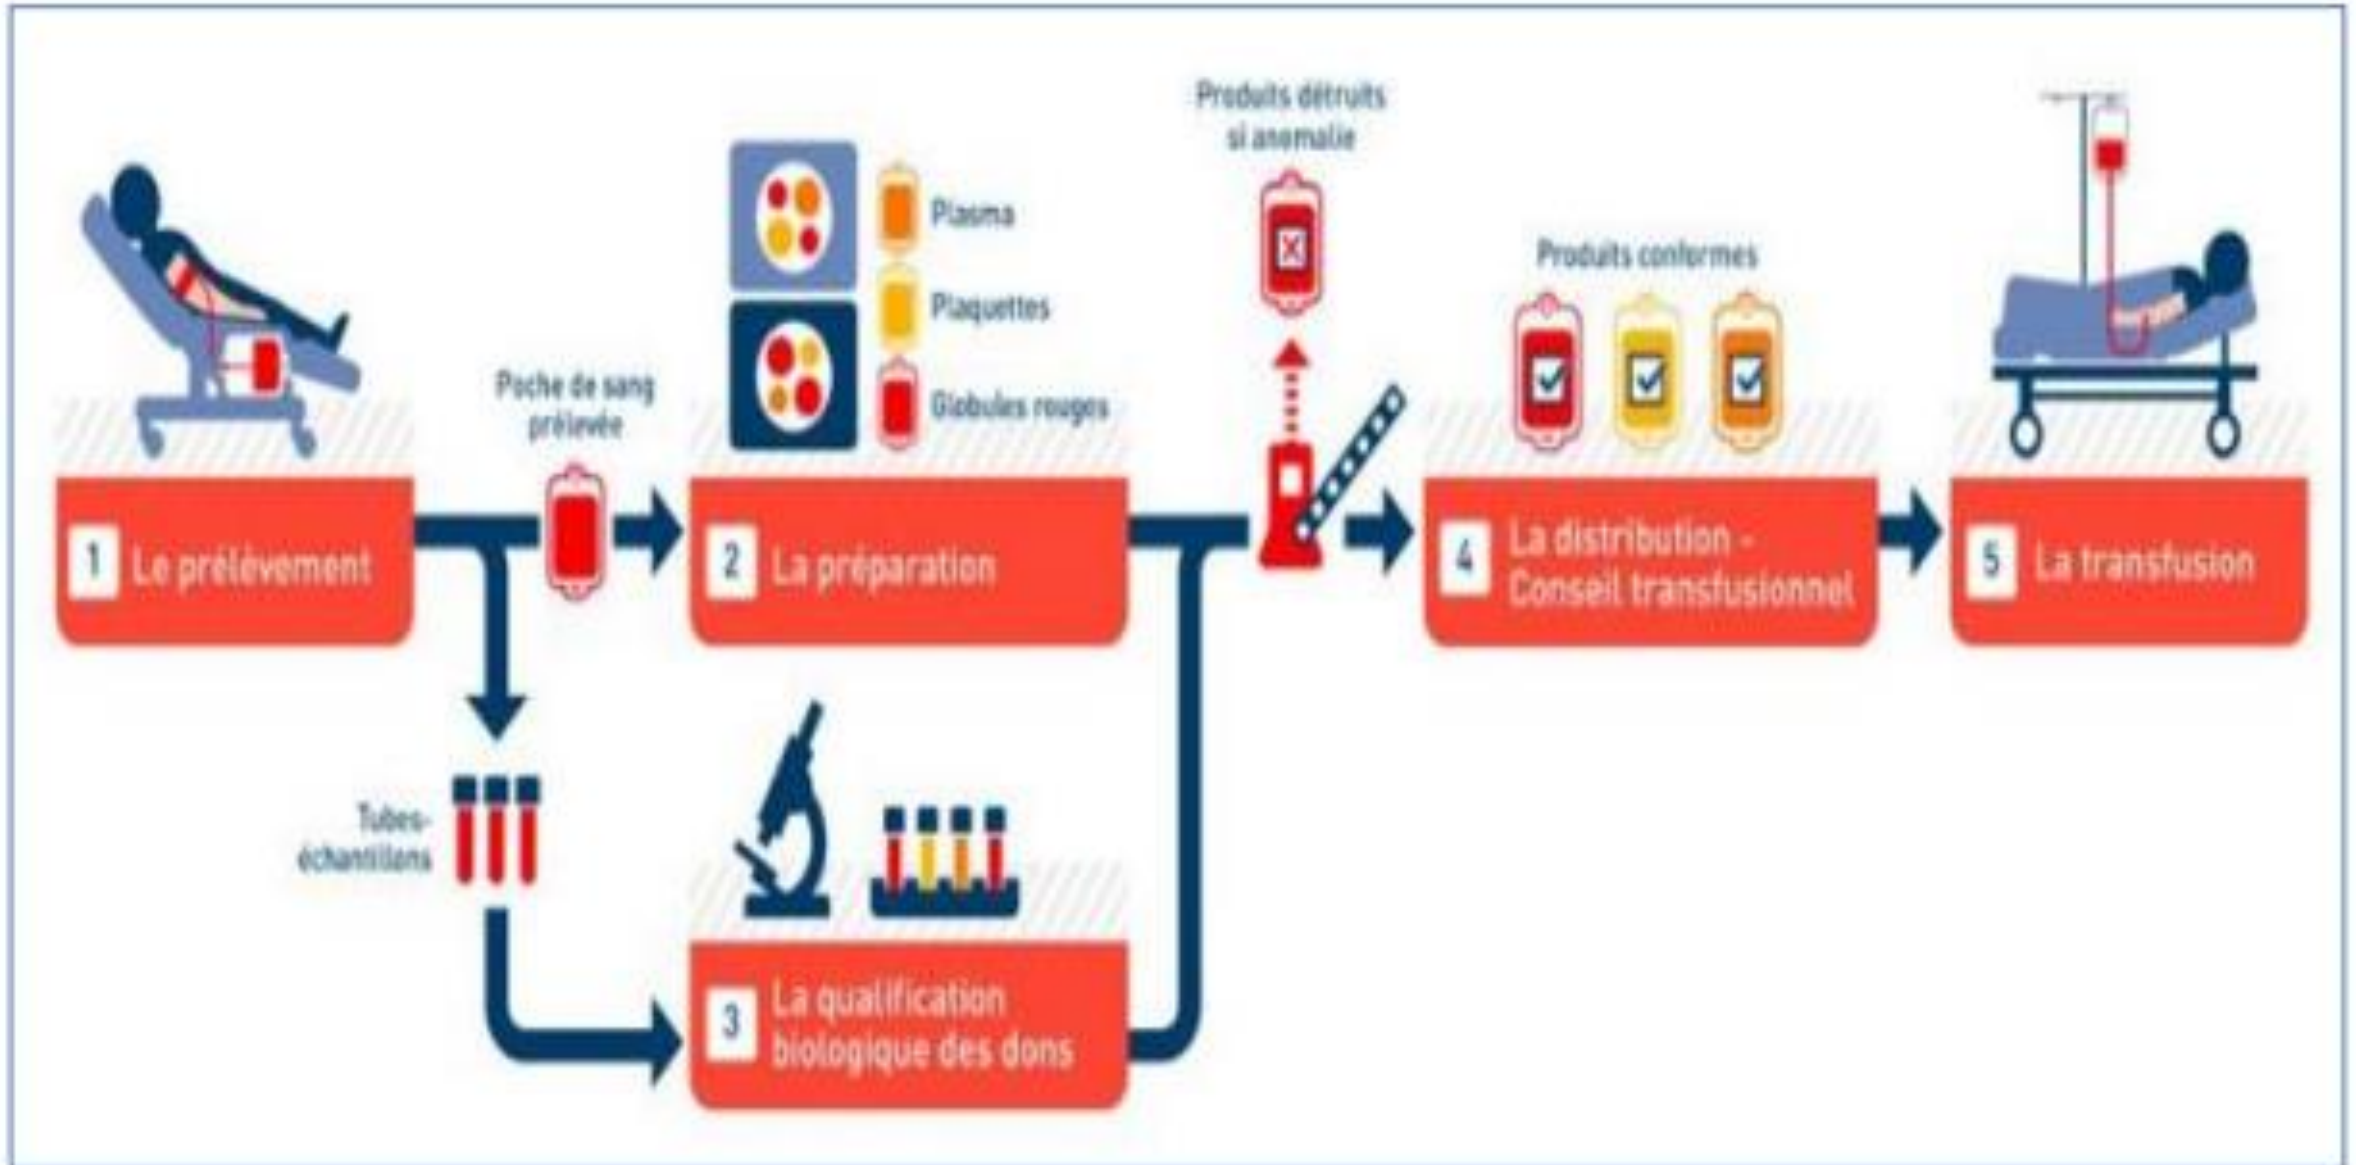 Produits détruits
si anomalie
Plasma
Plaquettes
Globules rouges
Produits conformes
Poche de sang
prélevée
1 Le prélèvement
2 La préparation
4 La distribution -
Conseil transfusionnel
5 La transfusion
Tubes-
échantillons
3 La qualification
biologique des dons